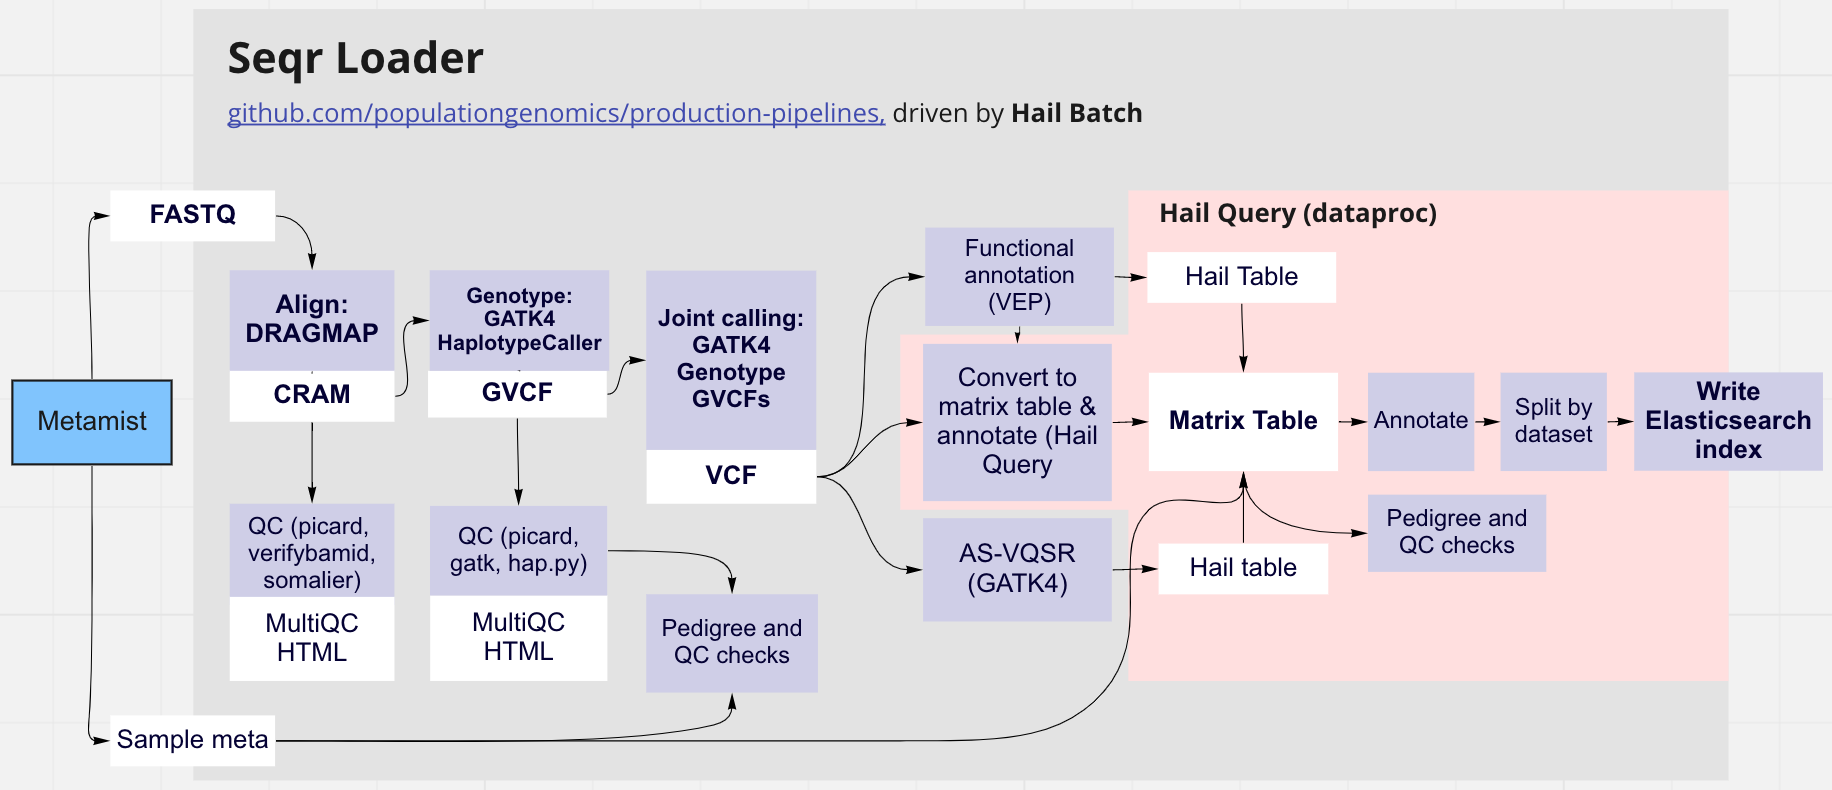 Seqr Loader
github.com/populationgenomics/production-pipelines, driven by Hail Batch
Metamist
FASTQ
Align:
DRAGMAP
CRAM
QC (picard,
verifybamid,
somalier)
MultiQC
HTML
Sample meta
Genotype:
GATK4
HaplotypeCaller
GVCF
QC (picard,
gatk, hap.py)
MultiQC
HTML
Joint calling:
GATK4
Genotype
GVCFs
VCF
Pedigree and
QC checks
Functional
annotation
(VEP)
Convert to
matrix table &
annotate (Hail
Query
AS-VQSR
(GATK4)
Hail Query (dataproc)
Hail Table
Matrix Table
Hail table
Annotate
Split by
dataset
Write
Elasticsearch
index
Pedigree and
QC checks